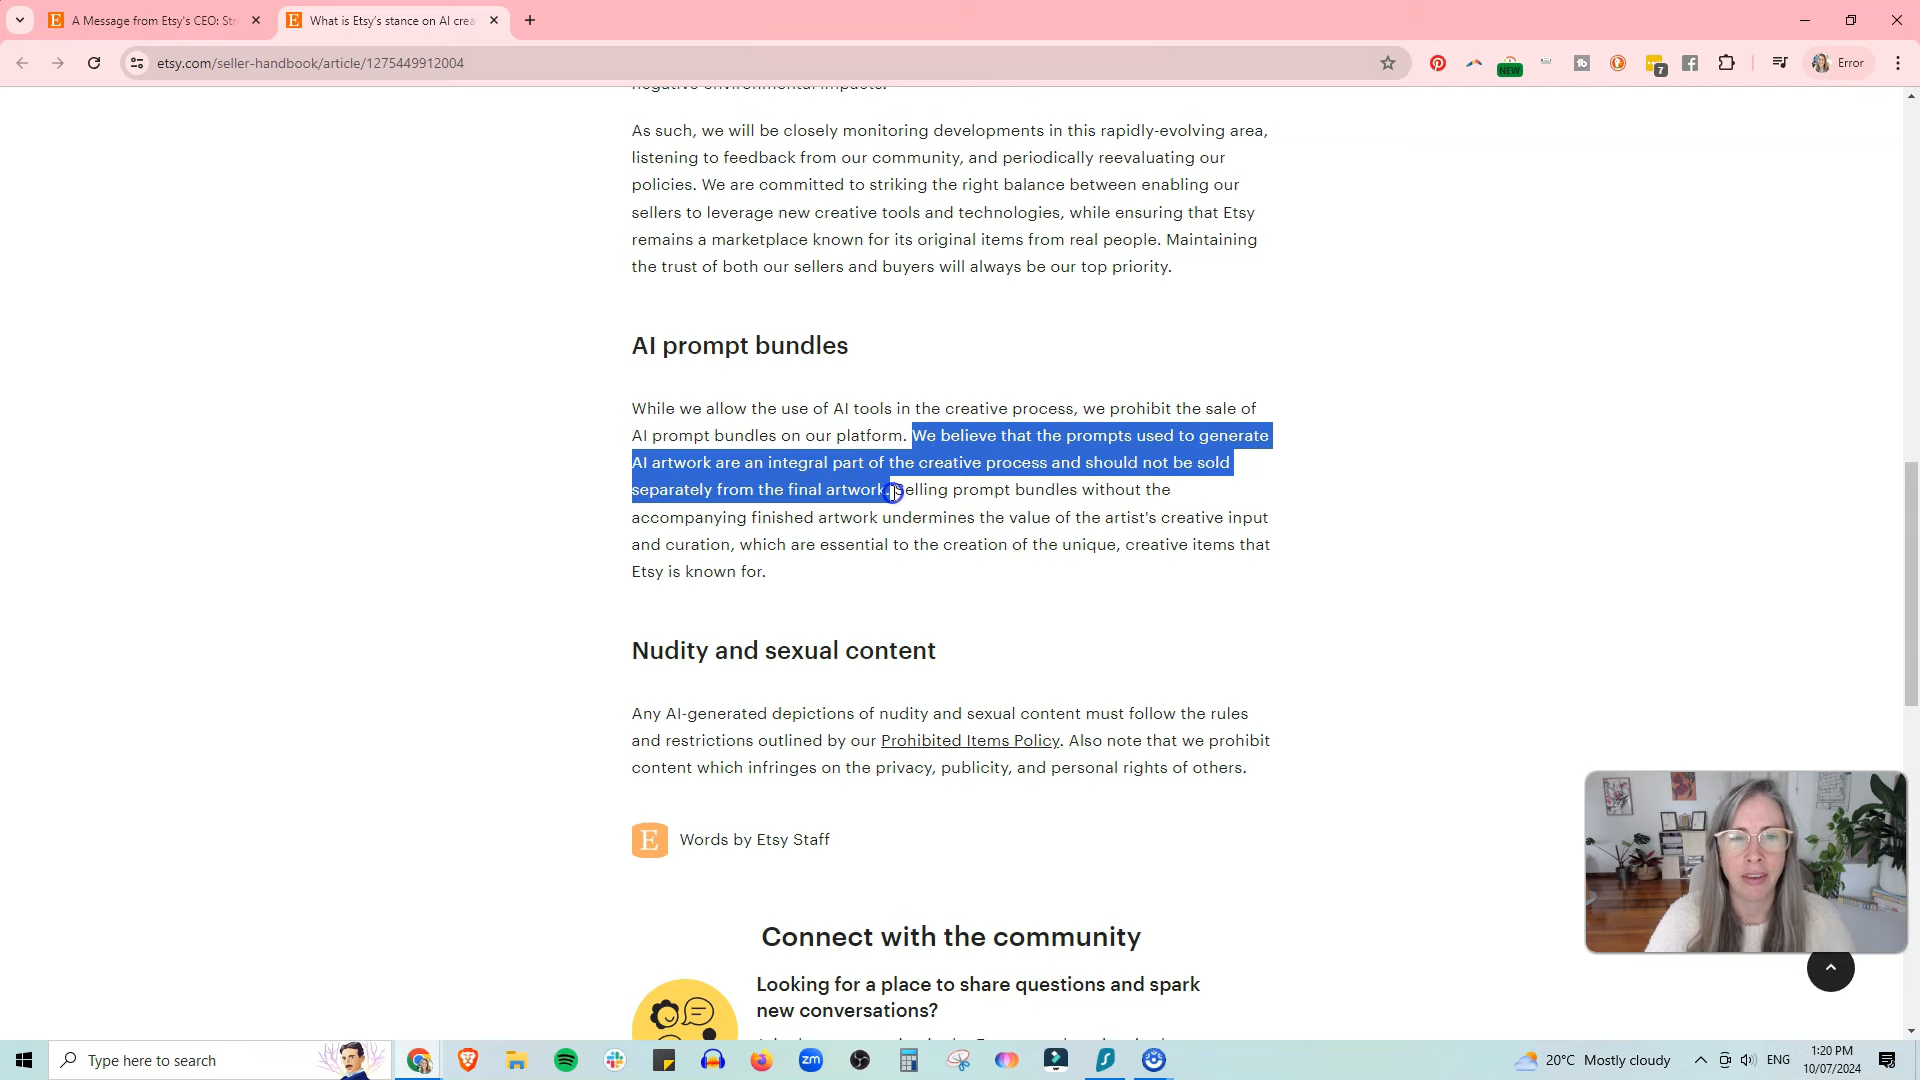 A Message from Etsy's CEO: Str
What is Etsy's stance on AI crea
etsy.com/seller-handbook/article/1275449912004
NEW
7
Error
negative environmental impacts.
As such, we will be closely monitoring developments in this rapidly-evolving area,
listening to feedback from our community, and periodically reevaluating our
policies. We are committed to striking the right balance between enabling our
sellers to leverage new creative tools and technologies, while ensuring that Etsy
remains a marketplace known for its original items from real people. Maintaining
the trust of both our sellers and buyers will always be our top priority.
AI prompt bundles
While we allow the use of AI tools in the creative process, we prohibit the sale of
AI prompt bundles on our platform. We believe that the prompts used to generate
AI artwork are an integral part of the creative process and should not be sold
separately from the final artwork. Selling prompt bundles without the
accompanying finished artwork undermines the value of the artist's creative input
and curation, which are essential to the creation of the unique, creative items that
Etsy is known for.
Nudity and sexual content
Any AI-generated depictions of nudity and sexual content must follow the rules
and restrictions outlined by our Prohibited Items Policy. Also note that we prohibit
content which infringes on the privacy, publicity, and personal rights of others.
E Words by Etsy Staff
Connect with the community
Looking for a place to share questions and spark
new conversations?
Type here to search
zm
20°C Mostly cloudy
ENG
1:20 PM
10/07/2024